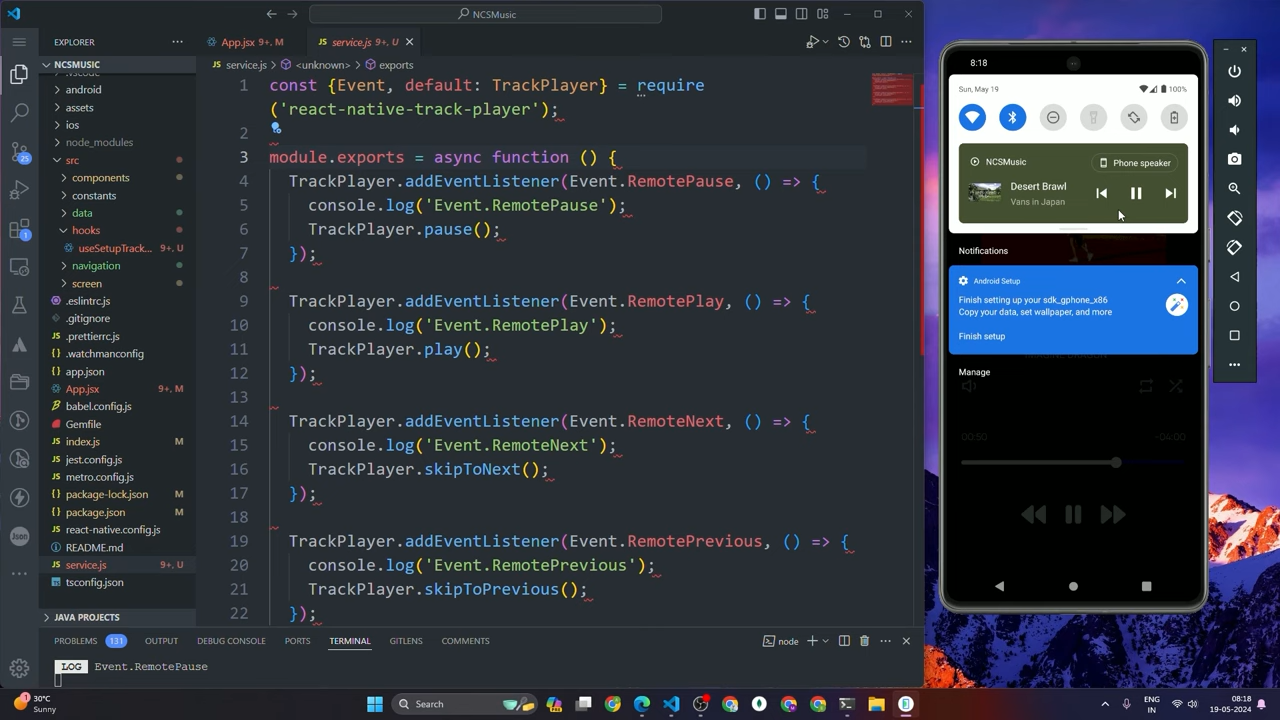 NCSMusic
EXPLORER
App.jsx 9+, M
service.js 9+, U
NCSMUSIC
service.js > <unknown> > exports
.vscode
android
assets
ios
node_modules
src
components
constants
data
hooks
useSetupTrack... 9+, U
navigation
screen
.eslintrc.js
.gitignore
.prettierrc.js
.watchmanconfig
app.json
App.jsx 9+, M
babel.config.js
Gemfile
index.js M
jest.config.js
metro.config.js
package-lock.json M
package.json M
react-native.config.js
README.md
service.js 9+, U
tsconfig.json
JAVA PROJECTS
25
1
Json
1 const {Event, default: TrackPlayer} = require
('react-native-track-player');
2
3 module.exports = async function () {
4 TrackPlayer.addEventListener(Event.RemotePause, () => {
5 console.log('Event.RemotePause');
6 TrackPlayer.pause();
7 });
8
9 TrackPlayer.addEventListener(Event.RemotePlay, () => {
10 console.log('Event.RemotePlay');
11 TrackPlayer.play();
12 });
13
14 TrackPlayer.addEventListener(Event.RemoteNext, () => {
15 console.log('Event.RemoteNext');
16 TrackPlayer.skipToNext();
17 });
18
19 TrackPlayer.addEventListener(Event.RemotePrevious, () => {
20 console.log('Event.RemotePrevious');
21 TrackPlayer.skipToPrevious();
22 });
PROBLEMS 131 OUTPUT DEBUG CONSOLE PORTS TERMINAL GITLENS COMMENTS
node
LOG Event.RemotePause
8:18
Sun, May 19
100%
NCSMusic
Phone speaker
Desert Brawl
Vans in Japan
Notifications
Android Setup
Finish setting up your sdk_gphone_x86
Copy your data, set wallpaper, and more
Finish setup
Manage
00:50
-04:00
1
30°C
Sunny
Search
ENG
IN
08:18
19-05-2024